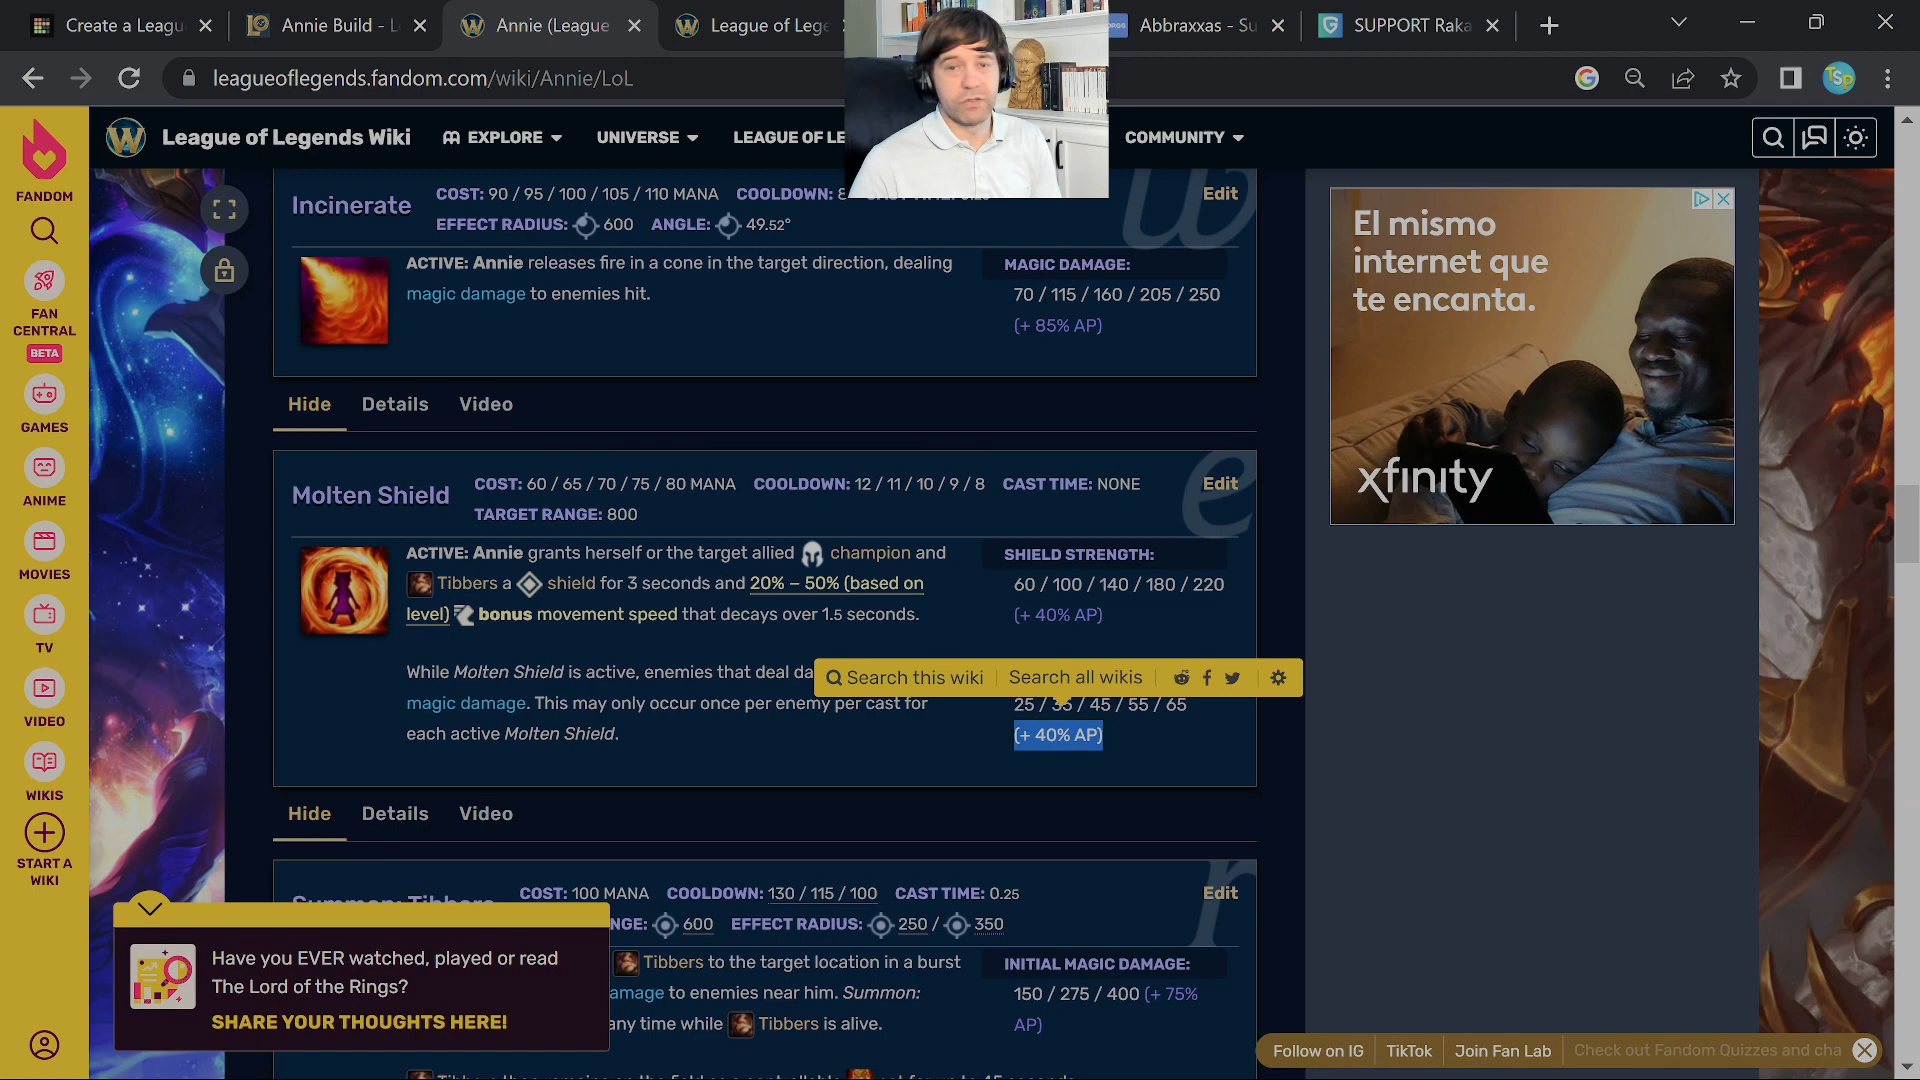 Create a Leagu
Annie Build - L
Annie (League
League of Lege
Abbraxxas - Su
SUPPORT Raka
leagueoflegends.fandom.com/wiki/Annie/LoL
TSP
League of Legends Wiki
EXPLORE
UNIVERSE
LEAGUE OF LE
COMMUNITY
FANDOM
FAN
CENTRAL
BETA
GAMES
ANIME
MOVIES
TV
VIDEO
WIKIS
START A
WIKI
Incinerate
COST: 90 / 95 / 100 / 105 / 110 MANA COOLDOWN: 8
Edit
EFFECT RADIUS: 600 ANGLE: 49.52°
ACTIVE: Annie releases fire in a cone in the target direction, dealing
magic damage to enemies hit.
MAGIC DAMAGE:
70 / 115 / 160 / 205 / 250
(+ 85% AP)
Hide Details Video
Molten Shield
COST: 60 / 65 / 70 / 75 / 80 MANA COOLDOWN: 12 / 11 / 10 / 9 / 8 CAST TIME: NONE
Edit
TARGET RANGE: 800
ACTIVE: Annie grants herself or the target allied champion and
Tibbers a shield for 3 seconds and 20% – 50% (based on
level) bonus movement speed that decays over 1.5 seconds.
SHIELD STRENGTH:
60 / 100 / 140 / 180 / 220
(+ 40% AP)
While Molten Shield is active, enemies that deal da
magic damage. This may only occur once per enemy per cast for
each active Molten Shield.
Search this wiki Search all wikis
25 / 35 / 45 / 55 / 65
(+ 40% AP)
Hide Details Video
COST: 100 MANA COOLDOWN: 130 / 115 / 100 CAST TIME: 0.25
Edit
NGE: 600 EFFECT RADIUS: 250 / 350
Tibbers to the target location in a burst
amage to enemies near him. Summon:
any time while Tibbers is alive.
INITIAL MAGIC DAMAGE:
150 / 275 / 400 (+ 75%
AP)
Have you EVER watched, played or read
The Lord of the Rings?
SHARE YOUR THOUGHTS HERE!
El mismo
internet que
te encanta.
xfinity
Follow on IG TikTok Join Fan Lab Check out Fandom Quizzes and cha